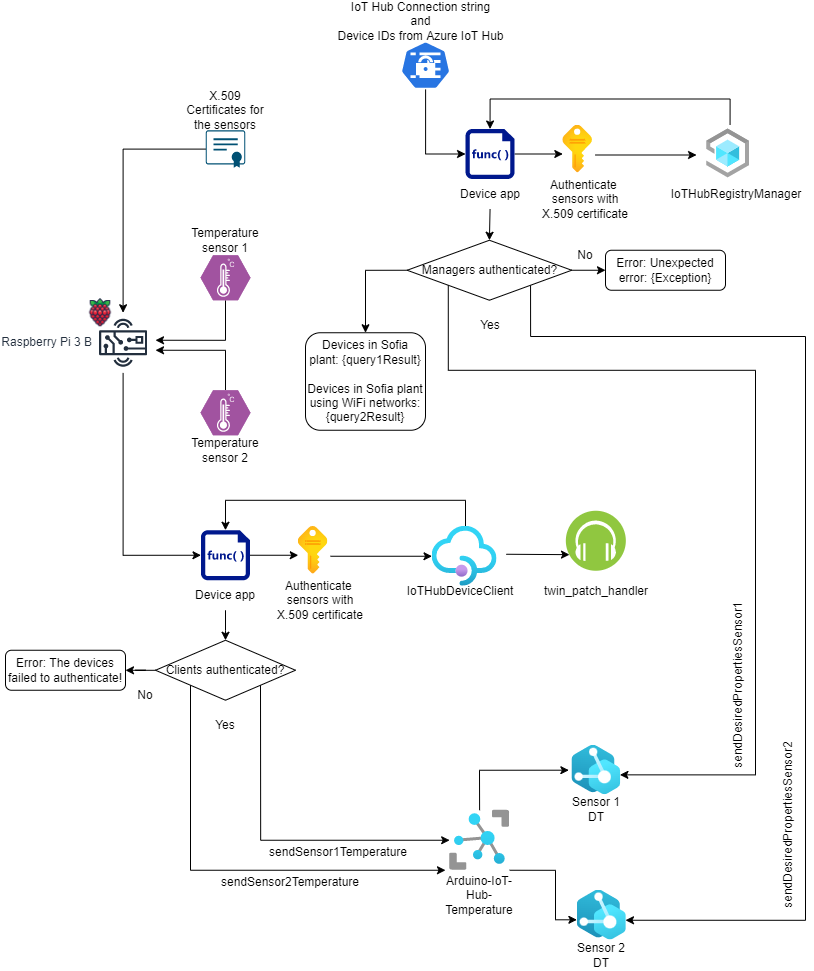 IoT Hub Connection string
and
Device IDs from Azure IoT Hub
X.509
Certificates for
the sensors
func( )
Device app
Authenticate
sensors with
X.509 certificate
IoTHubRegistryManager
Temperature
sensor 1
°C
Managers authenticated?
No
Error: Unexpected
error: {Exception}
Yes
Raspberry Pi 3 B
Devices in Sofia
plant: {query1Result}
Devices in Sofia plant
using WiFi networks:
{query2Result}
°C
Temperature
sensor 2
func( )
Device app
Authenticate
sensors with
X.509 certificate
IoTHubDeviceClient
twin_patch_handler
Error: The devices
failed to authenticate!
Clients authenticated?
No
Yes
sendDesiredPropertiesSensor1
sendDesiredPropertiesSensor2
Sensor 1
DT
sendSensor1Temperature
sendSensor2Temperature
Arduino-IoT-
Hub-
Temperature
Sensor 2
DT